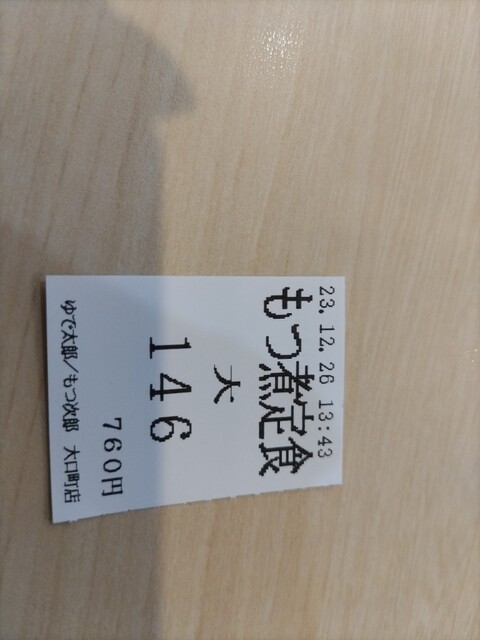 23.12.26 13:43
もつ煮定食
大
146
760円
ゆで太郎/もつ次郎 大口町店